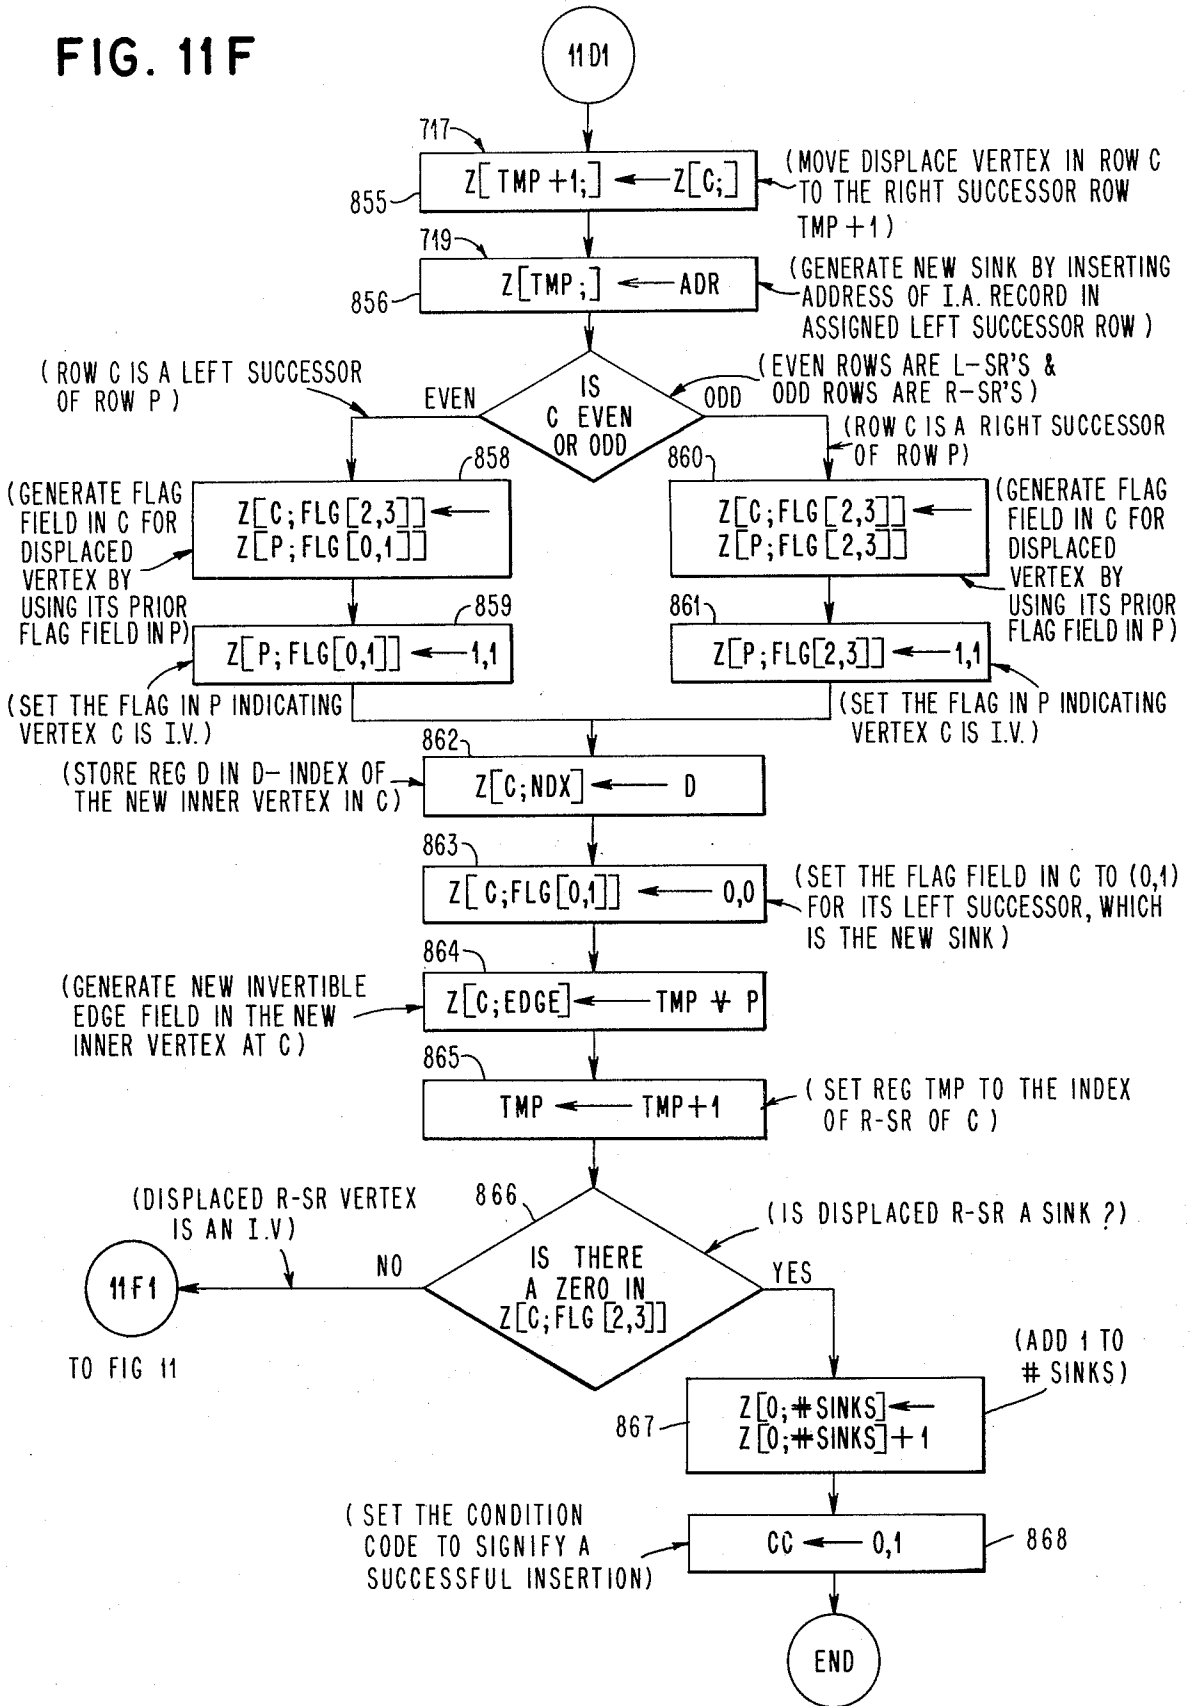 FIG. 11F
11D1
717
855
Z[TMP+1;] ← Z[C;]
(MOVE DISPLACE VERTEX IN ROW C
TO THE RIGHT SUCCESSOR ROW
TMP+1)
719
856
Z[TMP;] ← ADR
(GENERATE NEW SINK BY INSERTING
ADDRESS OF I.A. RECORD IN
ASSIGNED LEFT SUCCESSOR ROW)
(ROW C IS A LEFT SUCCESSOR
OF ROW P)
EVEN
IS
C EVEN
OR ODD
ODD
(EVEN ROWS ARE L-SR'S &
ODD ROWS ARE R-SR'S)
(ROW C IS A RIGHT SUCCESSOR
OF ROW P)
858
(GENERATE FLAG
FIELD IN C FOR
DISPLACED
VERTEX BY
USING ITS PRIOR
FLAG FIELD IN P)
Z[C;FLG[2,3]] ←
Z[P;FLG[0,1]]
860
Z[C;FLG[2,3]] ←
Z[P;FLG[2,3]]
(GENERATE FLAG
FIELD IN C FOR
DISPLACED
VERTEX BY
USING ITS PRIOR
FLAG FIELD IN P)
859
Z[P;FLG[0,1]] ← 1,1
861
Z[P;FLG[2,3]] ← 1,1
(SET THE FLAG IN P INDICATING
VERTEX C IS I.V.)
(SET THE FLAG IN P INDICATING
VERTEX C IS I.V.)
862
(STORE REG D IN D-INDEX OF
THE NEW INNER VERTEX IN C)
Z[C;NDX] ← D
863
Z[C;FLG[0,1]] ← 0,0
(SET THE FLAG FIELD IN C TO (0,1)
FOR ITS LEFT SUCCESSOR, WHICH
IS THE NEW SINK)
864
(GENERATE NEW INVERTIBLE
EDGE FIELD IN THE NEW
INNER VERTEX AT C)
Z[C;EDGE] ← TMP ⊻ P
865
TMP ← TMP+1
(SET REG TMP TO THE INDEX
OF R-SR OF C)
(DISPLACED R-SR VERTEX
IS AN I.V)
866
(IS DISPLACED R-SR A SINK ?)
11F1
TO FIG 11
NO
IS THERE
A ZERO IN
Z[C;FLG[2,3]]
YES
(ADD 1 TO
# SINKS)
867
Z[0;#SINKS] ←
Z[0;#SINKS]+1
(SET THE CONDITION
CODE TO SIGNIFY A
SUCCESSFUL INSERTION)
CC ← 0,1
868
END